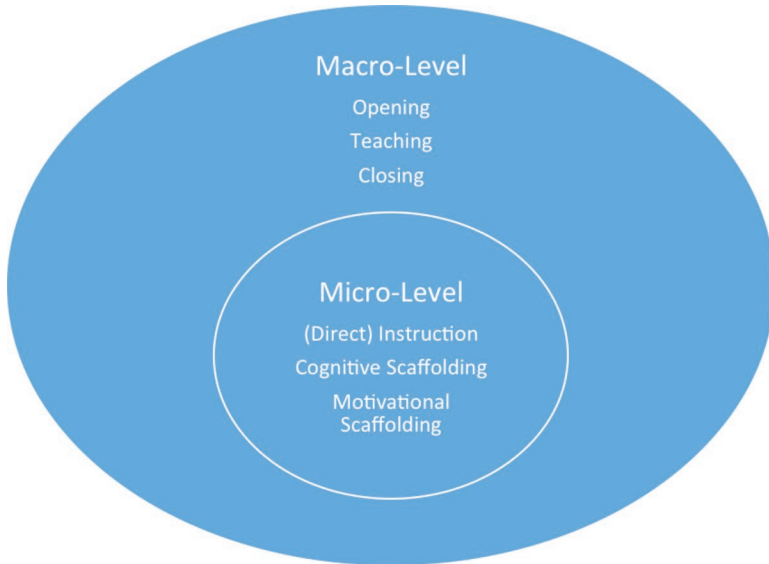 Macro-Level
Opening
Teaching
Closing
Micro-Level
(Direct) Instruction
Cognitive Scaffolding
Motivational
Scaffolding